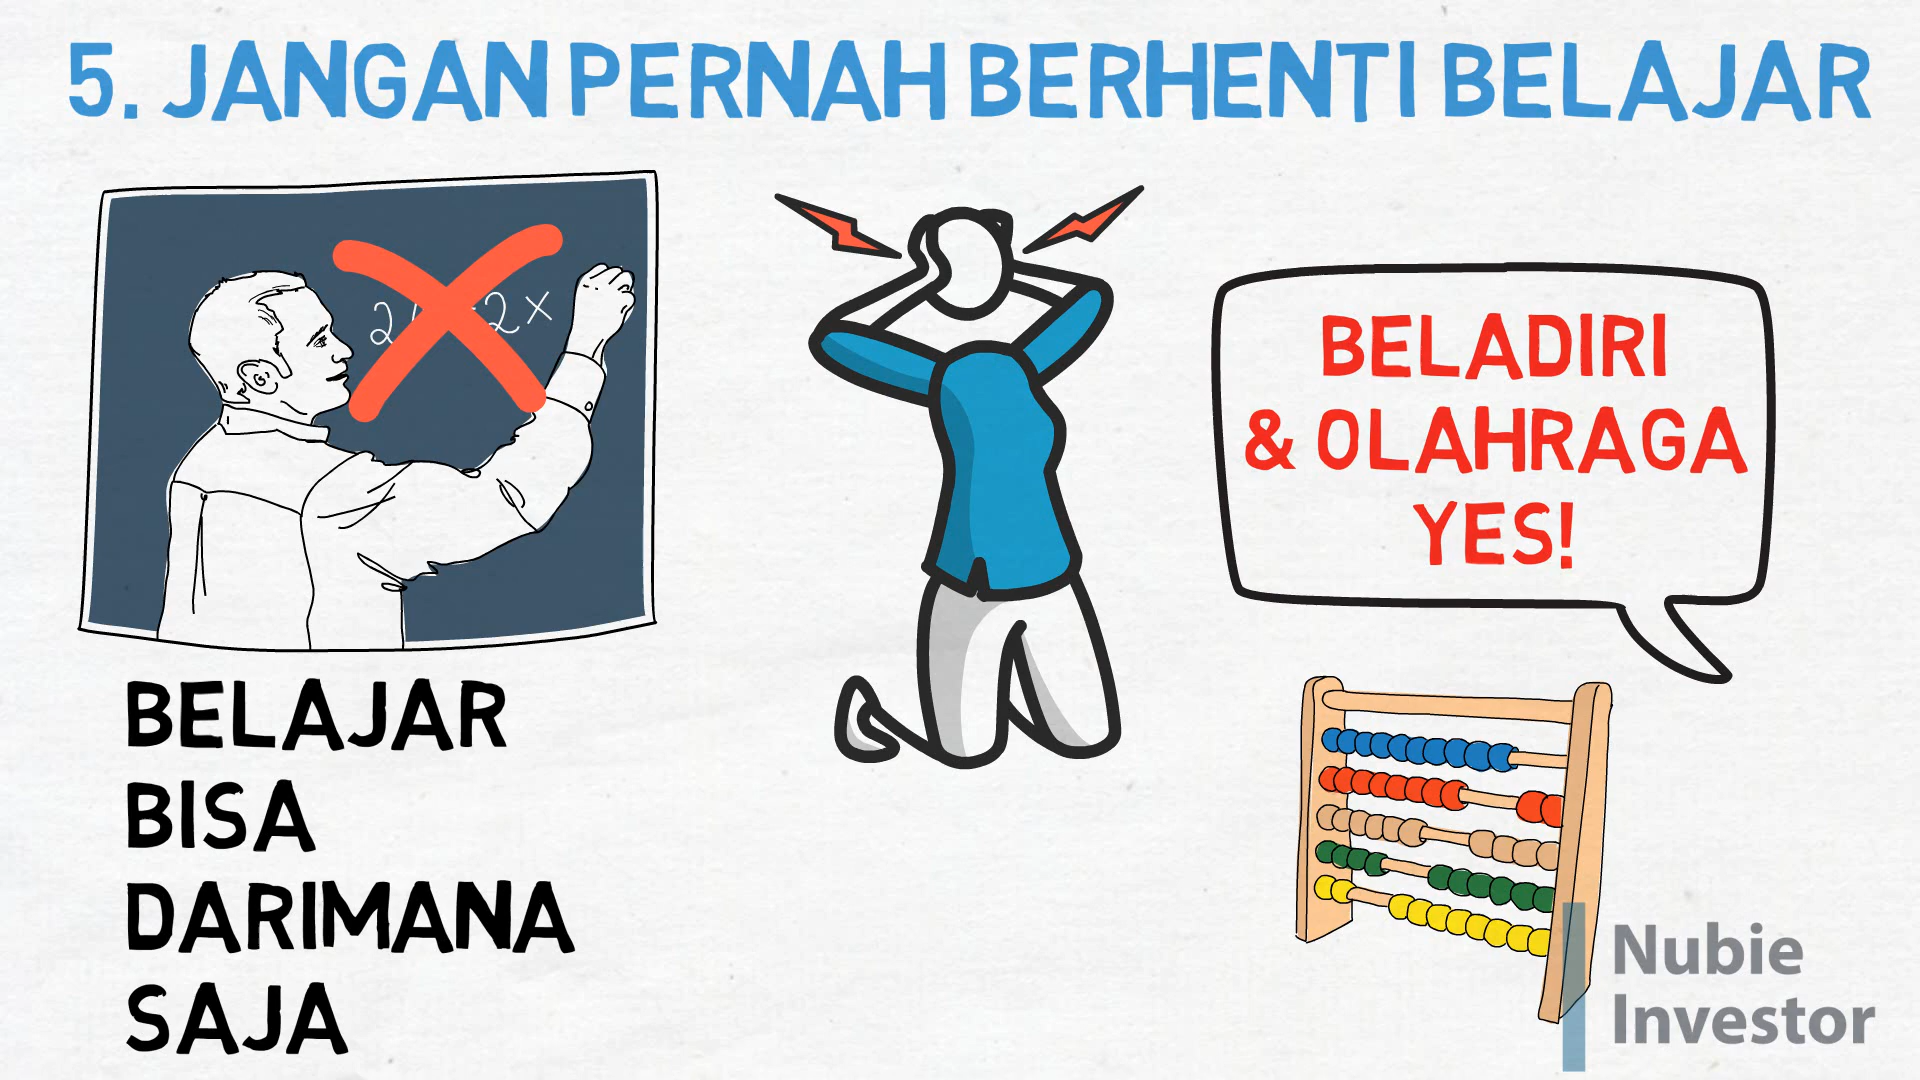 5. JANGAN PERNAH BERHENTI BELAJAR
BELADIRI
& OLAHRAGA
YES!
BELAJAR
BISA
DARIMANA
SAJA
Nubie
Investor